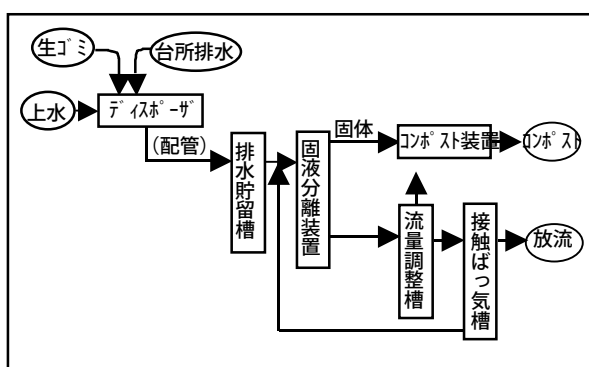 生ｺﾞﾐ
台所排水
上水
ﾃﾞｨｽﾎﾟｰｻﾞ
(配管)
排水貯留槽
固液分離装置
固体
ｺﾝﾎﾟｽﾄ装置
ｺﾝﾎﾟｽﾄ
流量調整槽
接触ばっ気槽
放流